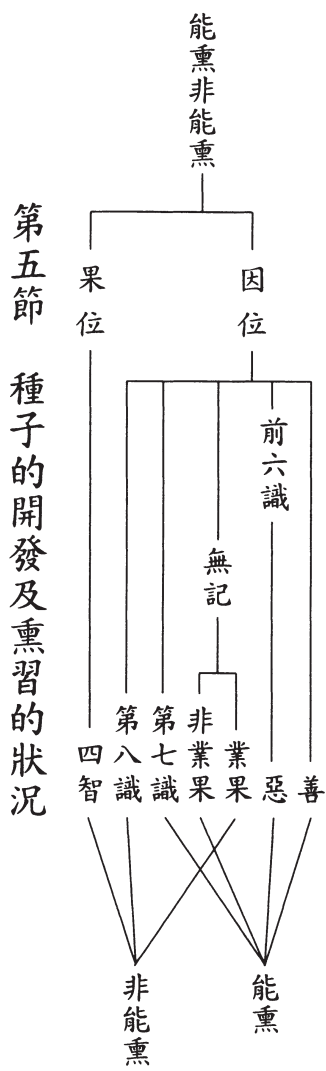 能熏非能熏
因位
前六識
善
惡
無記
業果
非業果
第七識
第八識
果位
四智
能熏
非能熏
第五節 種子的開發及熏習的狀況